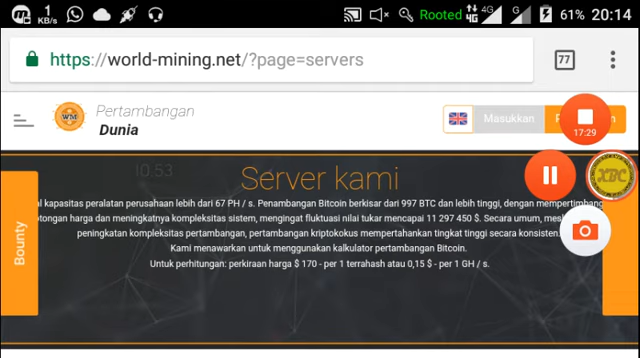 1
KB/s
Rooted
4G
4G
G
61%
20:14
https://world-mining.net/?page=servers
77
WM
Pertambangan
Dunia
Masukkan
17:29
XBC
10,53
Server kami
kapasitas peralatan perusahaan lebih dari 67 PH / s. Penambangan Bitcoin berkisar dari 997 BTC dan lebih tinggi, dengan mempertimbang
harga dan meningkatnya kompleksitas sistem, mengingat fluktuasi nilai tukar mencapai 11 297 450 $. Secara umum,
peningkatan kompleksitas pertambangan, pertambangan kriptokokus mempertahankan tingkat tinggi secara konsisten.
Kami menawarkan untuk menggunakan kalkulator pertambangan Bitcoin.
Untuk perhitungan: perkiraan harga $ 170 - per 1 terrahash atau 0,15 $ - per 1 GH / s.
Bounty